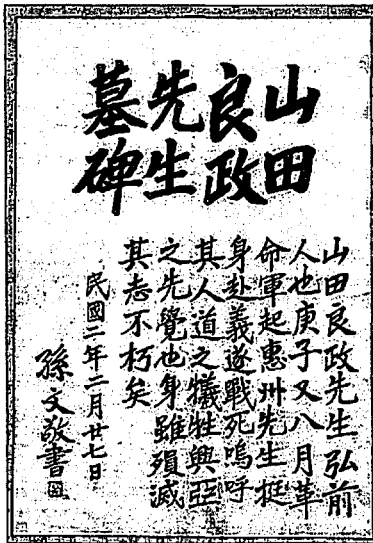 山田
良政
先生
墓碑
山田良政先生弘前
人也庚子又八月革
命軍起惠州先生挺
身赴義遂戰死嗚呼
其人道之犠牲興亞
之先覺也身雖殞滅
其志不朽矣
民國二年二月廿七日
孫文敬書